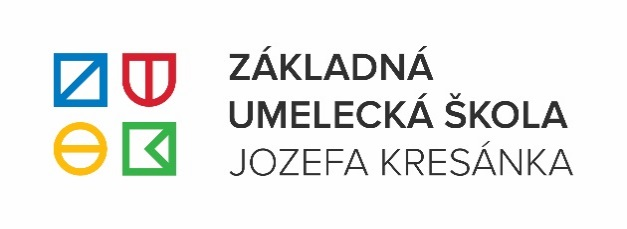 ZÁKLADNÁ
UMELECKÁ ŠKOLA
JOZEFA KRESÁNKA